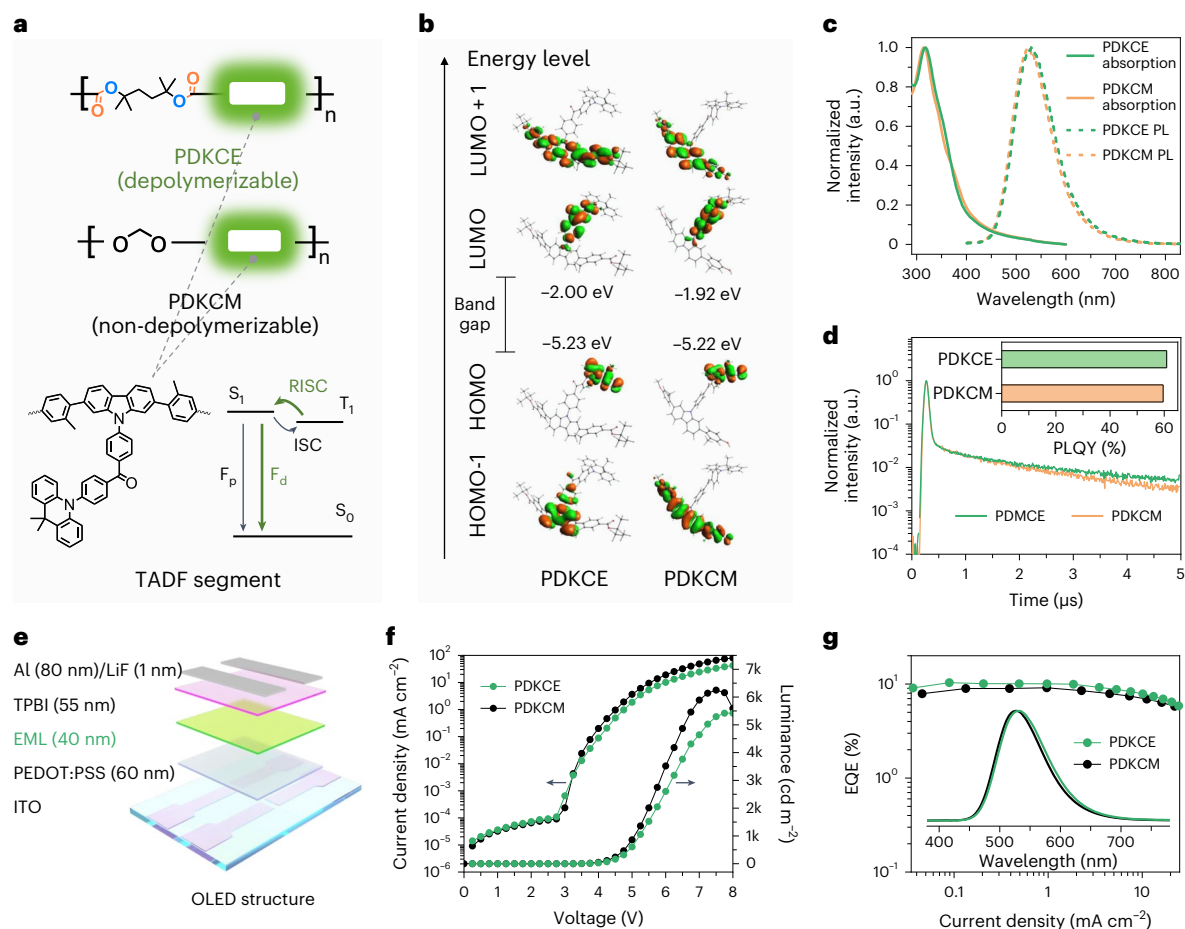 a
O
O
O
O
n
PDKCE
(depolymerizable)
O
O
n
PDKCM
(non-depolymerizable)
N
O
N
S1
RISC
T1
ISC
Fp
Fd
S0
TADF segment
b
Energy level
LUMO + 1
LUMO
–2.00 eV
–1.92 eV
Band
gap
–5.23 eV
–5.22 eV
HOMO
HOMO-1
PDKCE
PDKCM
c
Normalized
intensity (a.u.)
1.0
0.8
0.6
0.4
0.2
0
PDKCE
absorption
PDKCM
absorption
PDKCE PL
PDKCM PL
300
400
500
600
700
800
Wavelength (nm)
d
Normalized
intensity (a.u.)
10^0
10^–1
10^–2
10^–3
10^–4
PDKCE
PDKCM
0
20
40
60
PLQY (%)
PDMCE
PDKCM
0
1
2
3
4
5
Time (µs)
e
Al (80 nm)/LiF (1 nm)
TPBI (55 nm)
EML (40 nm)
PEDOT:PSS (60 nm)
ITO
OLED structure
f
Current density (mA cm–2)
10^2
10^1
10^0
10^–1
10^–2
10^–3
10^–4
10^–5
10^–6
PDKCE
PDKCM
7k
6k
5k
4k
3k
2k
1k
0
Luminance (cd m–2)
0
1
2
3
4
5
6
7
8
Voltage (V)
g
EQE (%)
10^1
10^0
10^–1
PDKCE
PDKCM
400
500
600
700
Wavelength (nm)
0.1
1
10
Current density (mA cm–2)